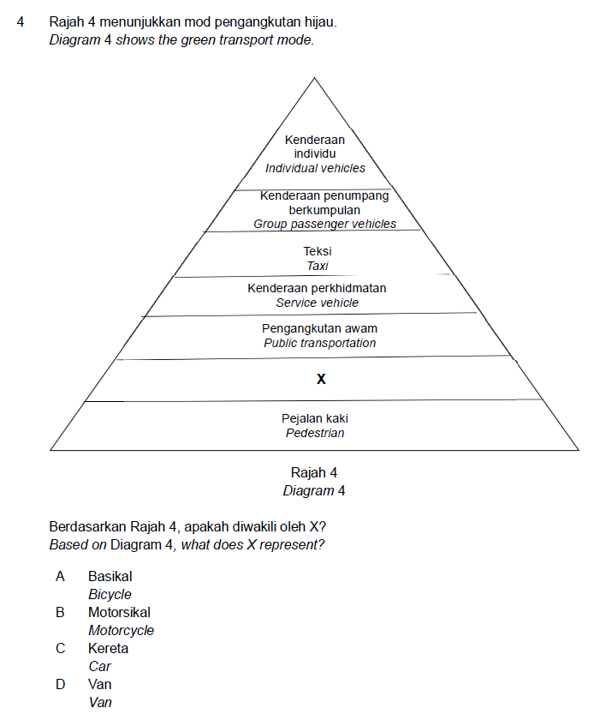 4 Rajah 4 menunjukkan mod pengangkutan hijau.
Diagram 4 shows the green transport mode.
Kenderaan
individu
Individual vehicles
Kenderaan penumpang
berkumpulan
Group passenger vehicles
Teksi
Taxi
Kenderaan perkhidmatan
Service vehicle
Pengangkutan awam
Public transportation
X
Pejalan kaki
Pedestrian
Rajah 4
Diagram 4
Berdasarkan Rajah 4, apakah diwakili oleh X?
Based on Diagram 4, what does X represent?
A Basikal
Bicycle
B Motorsikal
Motorcycle
C Kereta
Car
D Van
Van